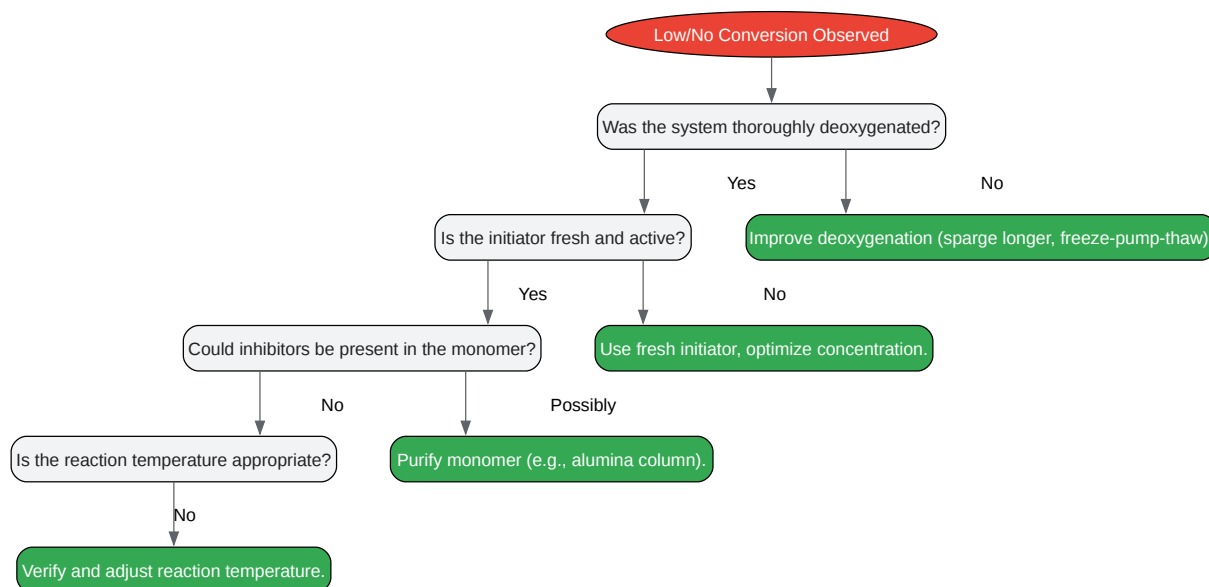 Low/No Conversion Observed
Was the system thoroughly deoxygenated?
Yes
No
Is the initiator fresh and active?
Improve deoxygenation (sparge longer, freeze-pump-thaw)
Yes
No
Could inhibitors be present in the monomer?
Use fresh initiator, optimize concentration.
No
Possibly
Is the reaction temperature appropriate?
Purify monomer (e.g., alumina column).
No
Verify and adjust reaction temperature.